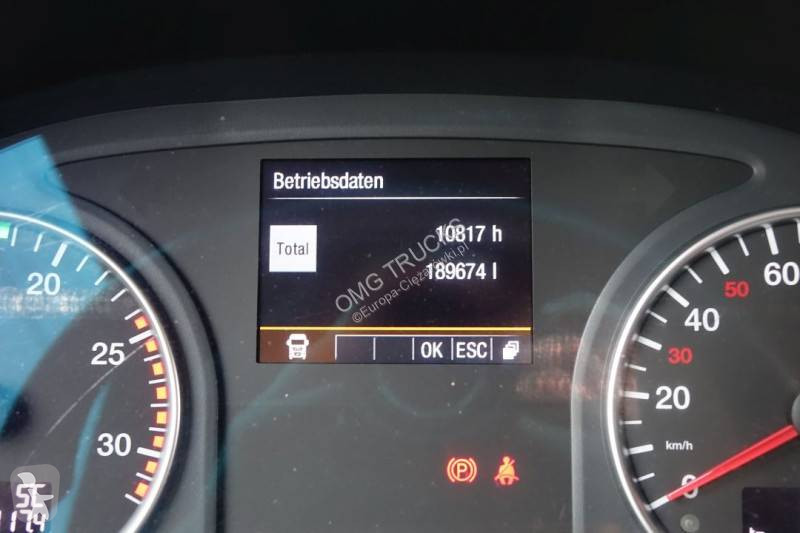 Betriebsdaten
Total
10817 h
189674 l
OMG TRUCKS
©Europa-Ciężarówki.pl
OK ESC
20
25
30
60
50
40
30
20
km/h
0
P